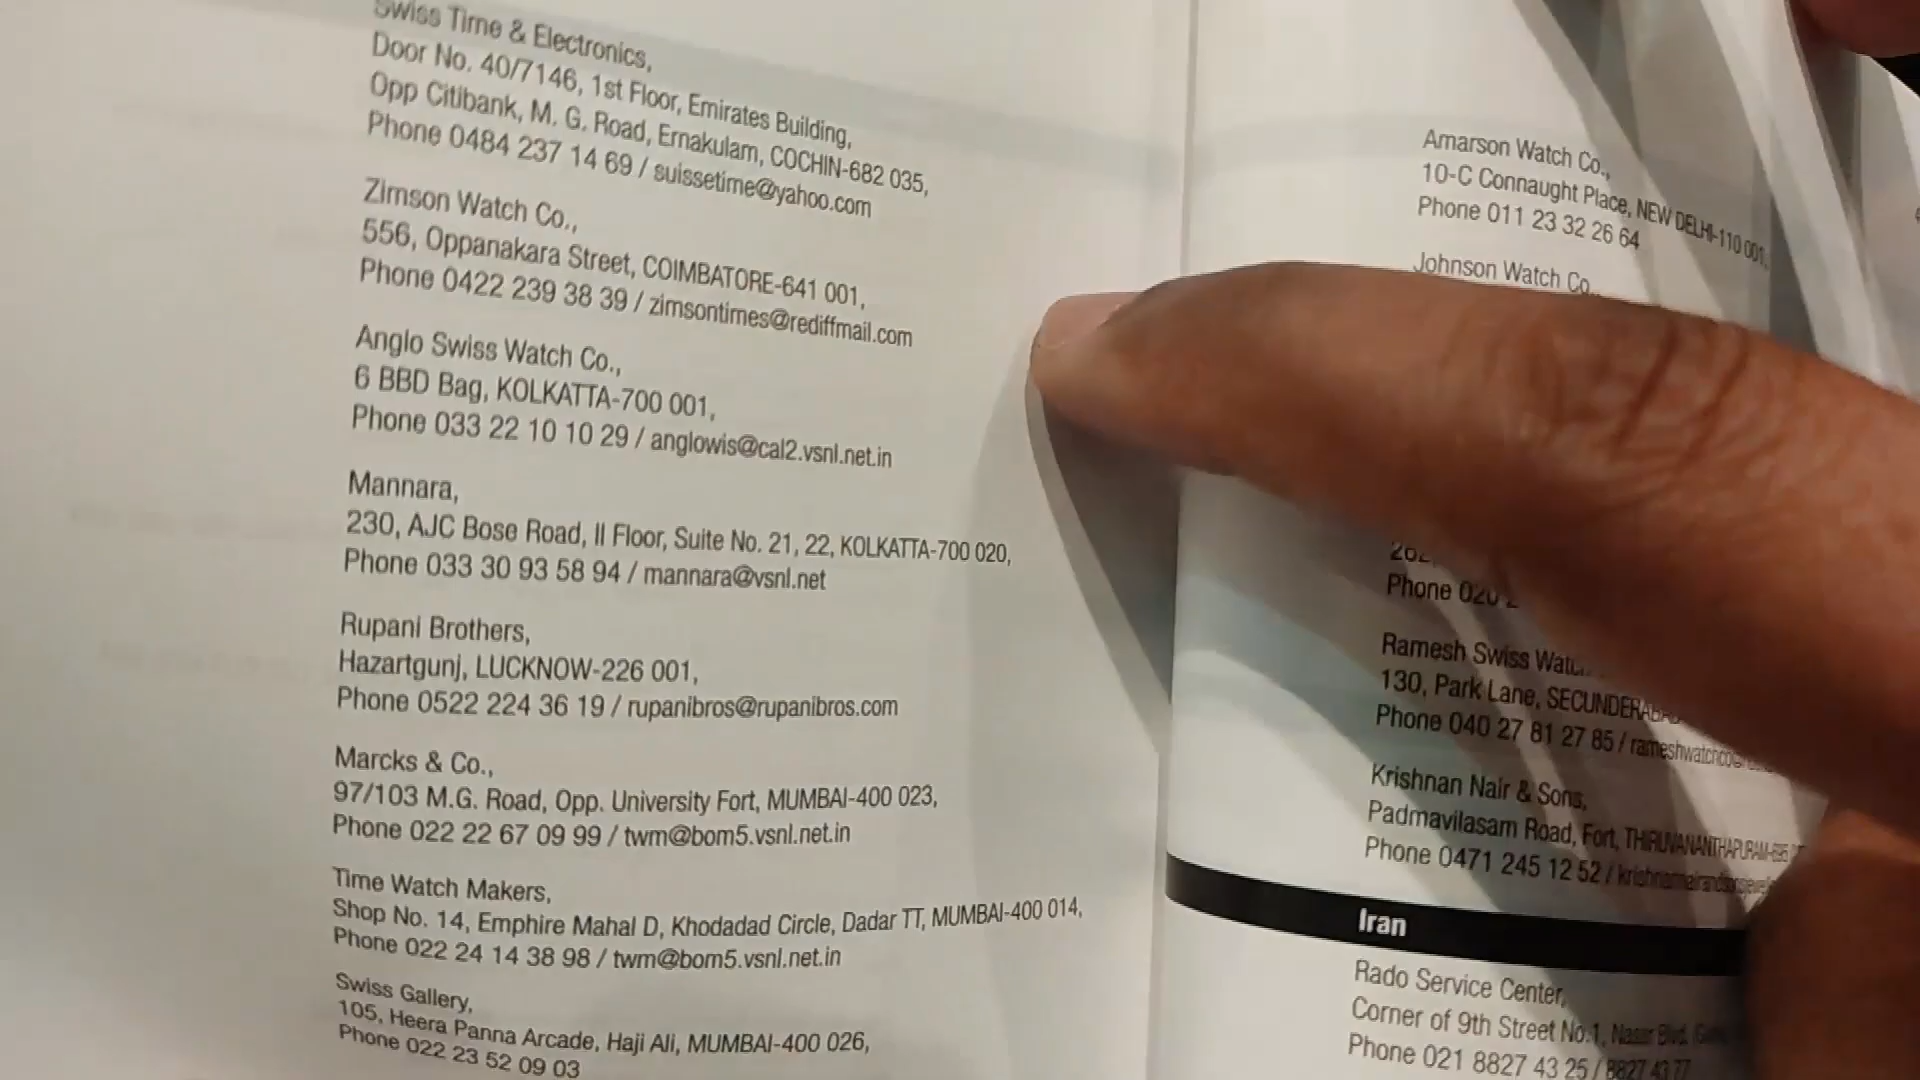 Swiss Time & Electronics,
Door No. 40/7146, 1st Floor, Emirates Building,
Opp Citibank, M. G. Road, Ernakulam, COCHIN-682 035,
Phone 0484 237 14 69 / suissetime@yahoo.com
Zimson Watch Co.,
556, Oppanakara Street, COIMBATORE-641 001,
Phone 0422 239 38 39 / zimsontimes@rediffmail.com
Anglo Swiss Watch Co.,
6 BBD Bag, KOLKATTA-700 001,
Phone 033 22 10 10 29 / anglowis@cal2.vsnl.net.in
Mannara,
230, AJC Bose Road, II Floor, Suite No. 21, 22, KOLKATTA-700 020,
Phone 033 30 93 58 94 / mannara@vsnl.net
Rupani Brothers,
Hazartgunj, LUCKNOW-226 001,
Phone 0522 224 36 19 / rupanibros@rupanibros.com
Marcks & Co.,
97/103 M.G. Road, Opp. University Fort, MUMBAI-400 023,
Phone 022 22 67 09 99 / twm@bom5.vsnl.net.in
Time Watch Makers,
Shop No. 14, Emphire Mahal D, Khodadad Circle, Dadar TT, MUMBAI-400 014,
Phone 022 24 14 38 98 / twm@bom5.vsnl.net.in
Swiss Gallery,
105, Heera Panna Arcade, Haji Ali, MUMBAI-400 026,
Phone 022 23 52 09 03
Amarson Watch Co.,
10-C Connaught Place, NEW DELHI-110 001,
Phone 011 23 32 26 64
Johnson Watch Co.,
Phone 020
Ramesh Swiss
130, Park Lane,
Phone 040 27 81 27 85 /
Krishnan Nair & Sons,
Padmavilasam Road, Fort, THIRUVANANTHAPURAM-695
Phone 0471 245 12 52 /
Iran
Rado Service Center,
Corner of 9th Street No.1, Naser Blvd.
Phone 021 8827 43 25 / 8827 43 77